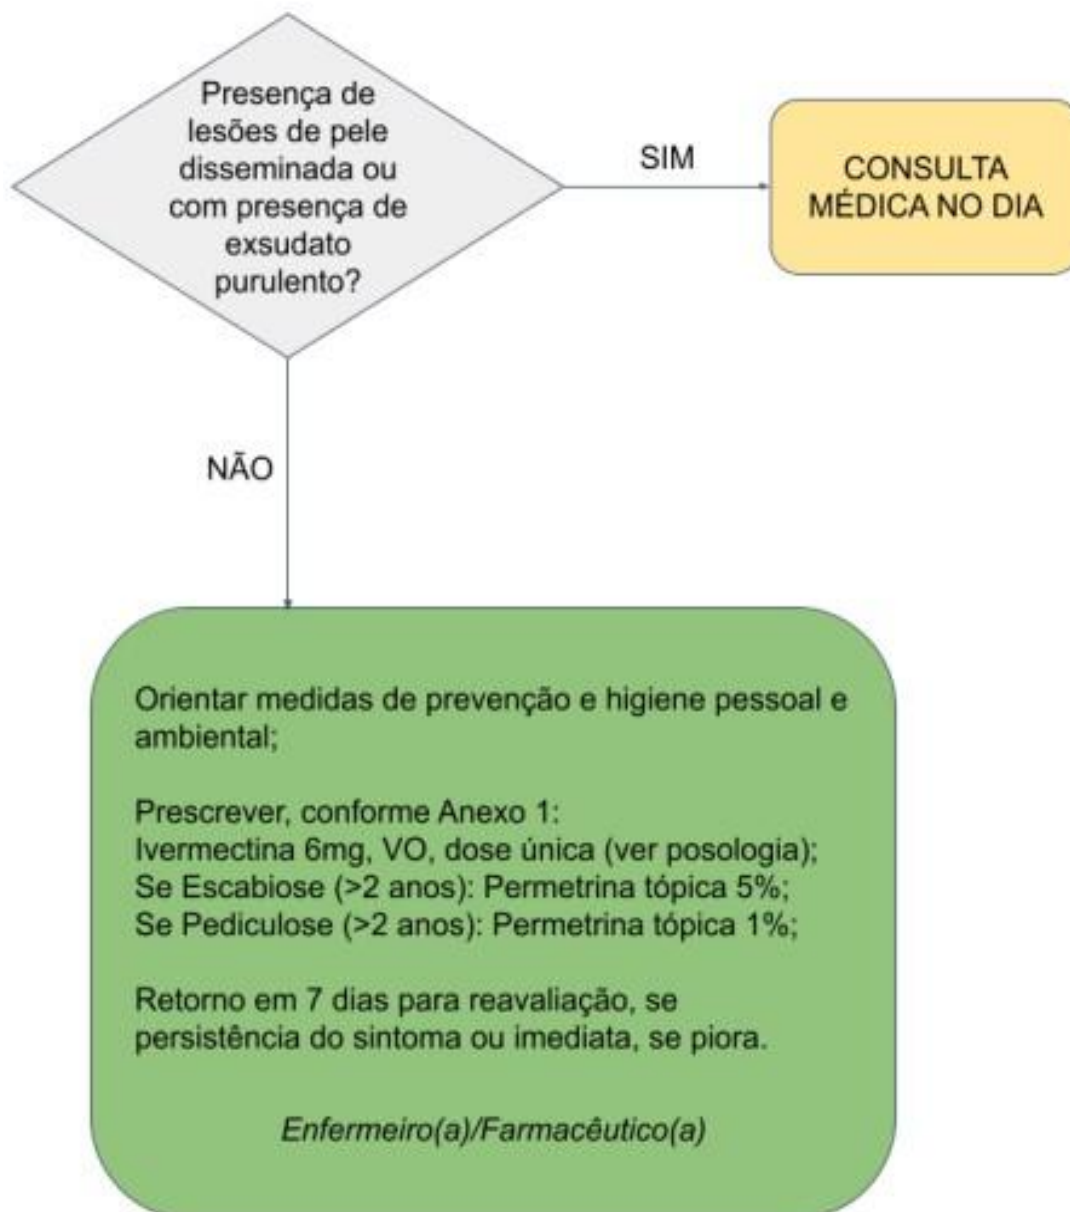 Presença de
lesões de pele
disseminada ou
com presença de
exsudato
purulento?
SIM
CONSULTA
MÉDICA NO DIA
NÃO
Orientar medidas de prevenção e higiene pessoal e
ambiental;
Prescrever, conforme Anexo 1:
Ivermectina 6mg, VO, dose única (ver posologia);
Se Escabiose (>2 anos): Permetrina tópica 5%;
Se Pediculose (>2 anos): Permetrina tópica 1%;
Retorno em 7 dias para reavaliação, se
persistência do sintoma ou imediata, se piora.
Enfermeiro(a)/Farmacêutico(a)